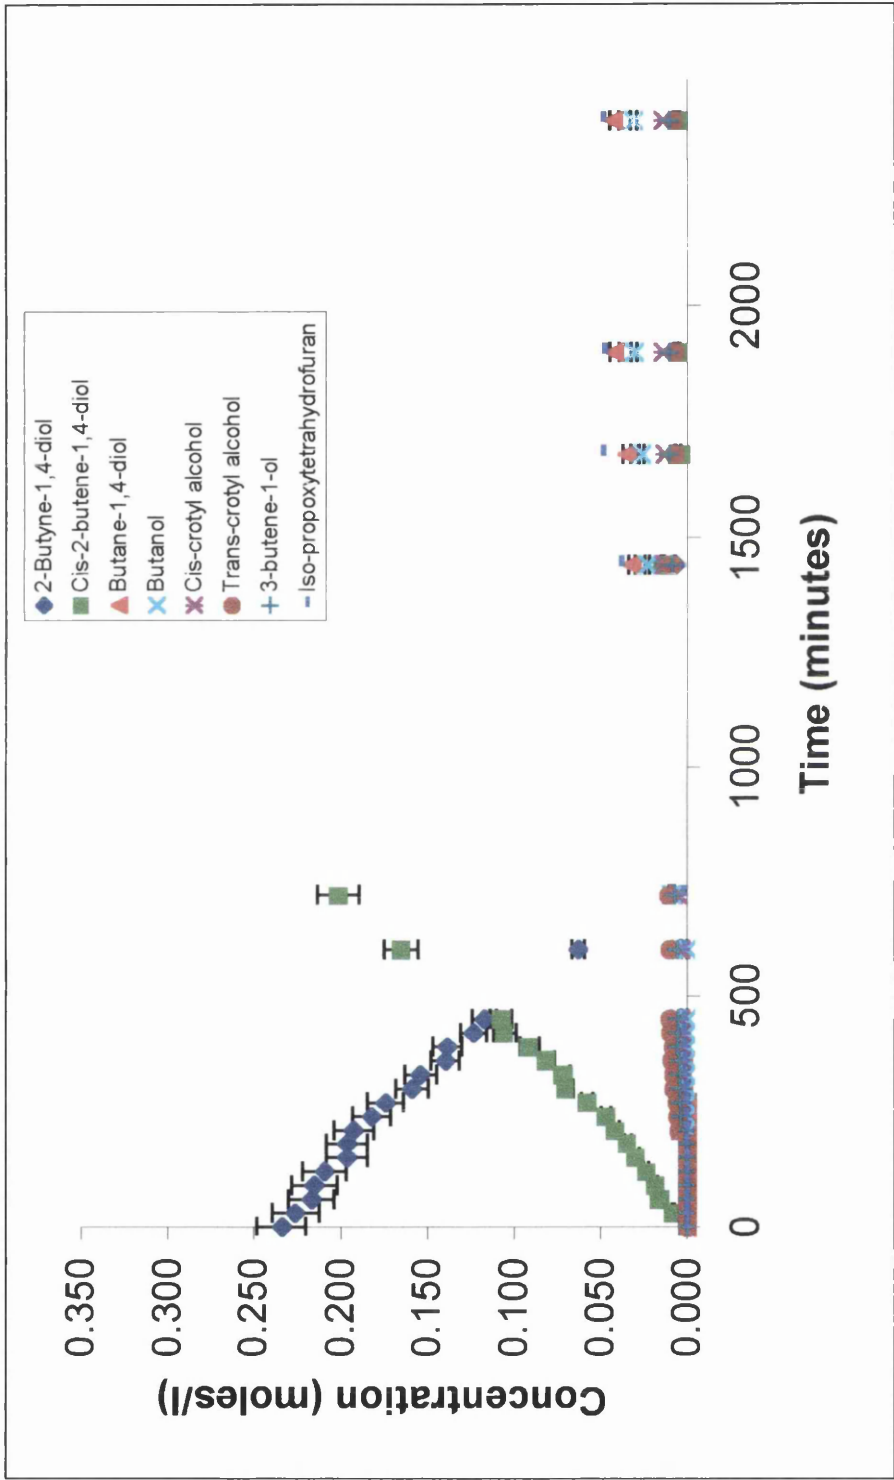 Concentration (moles/l)
0.350
0.300
0.250
0.200
0.150
0.100
0.050
0.000
0
500
1000
1500
2000
Time (minutes)
2-Butyne-1,4-diol
Cis-2-butene-1,4-diol
Butane-1,4-diol
Butanol
Cis-crotyl alcohol
Trans-crotyl alcohol
3-butene-1-ol
Iso-propoxytetrahydrofuran